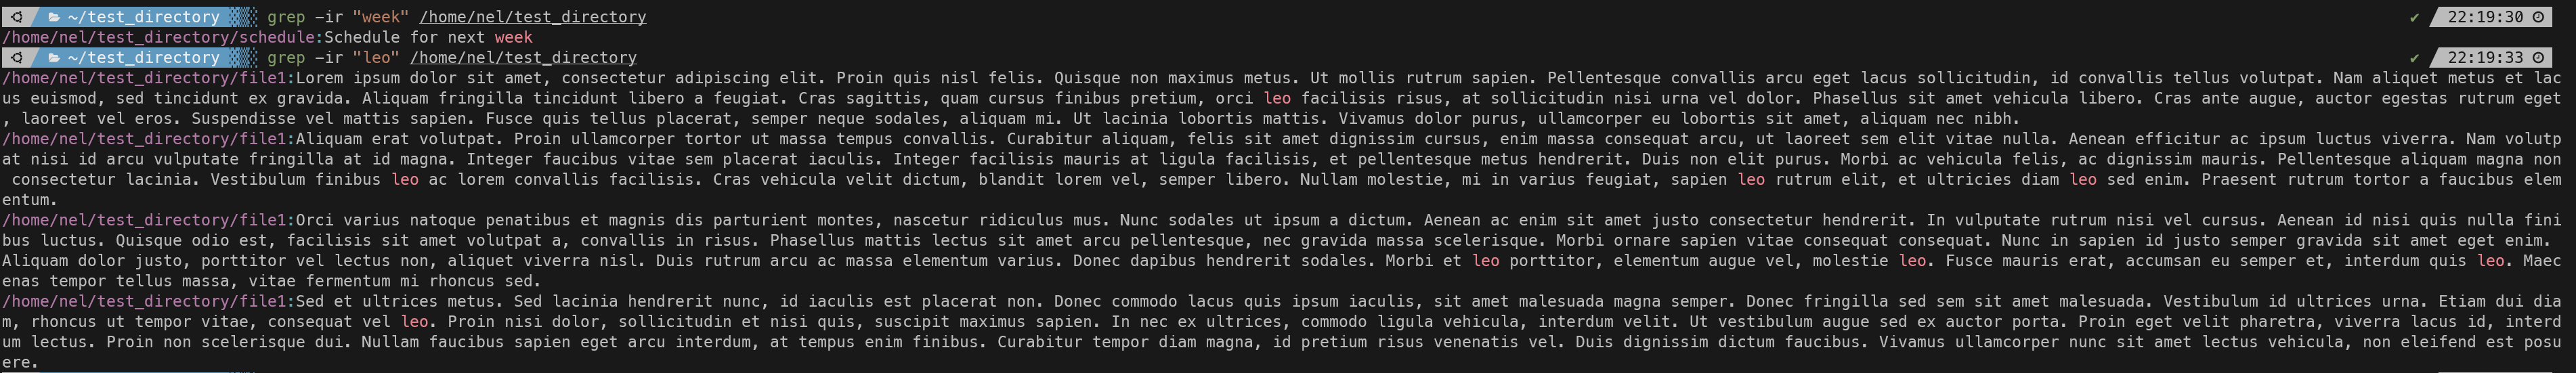 ~/test_directory grep -ir "week" /home/nel/test_directory ✔ 22:19:30
/home/nel/test_directory/schedule:Schedule for next week
~/test_directory grep -ir "leo" /home/nel/test_directory ✔ 22:19:33
/home/nel/test_directory/file1:Lorem ipsum dolor sit amet, consectetur adipiscing elit. Proin quis nisl felis. Quisque non maximus metus. Ut mollis rutrum sapien. Pellentesque convallis arcu eget lacus sollicitudin, id convallis tellus volutpat. Nam aliquet metus et lac
us euismod, sed tincidunt ex gravida. Aliquam fringilla tincidunt libero a feugiat. Cras sagittis, quam cursus finibus pretium, orci leo facilisis risus, at sollicitudin nisi urna vel dolor. Phasellus sit amet vehicula libero. Cras ante augue, auctor egestas rutrum eget
, laoreet vel eros. Suspendisse vel mattis sapien. Fusce quis tellus placerat, semper neque sodales, aliquam mi. Ut lacinia lobortis mattis. Vivamus dolor purus, ullamcorper eu lobortis sit amet, aliquam nec nibh.
/home/nel/test_directory/file1:Aliquam erat volutpat. Proin ullamcorper tortor ut massa tempus convallis. Curabitur aliquam, felis sit amet dignissim cursus, enim massa consequat arcu, ut laoreet sem elit vitae nulla. Aenean efficitur ac ipsum luctus viverra. Nam volutp
at nisi id arcu vulputate fringilla at id magna. Integer faucibus vitae sem placerat iaculis. Integer facilisis mauris at ligula facilisis, et pellentesque metus hendrerit. Duis non elit purus. Morbi ac vehicula felis, ac dignissim mauris. Pellentesque aliquam magna non
consectetur lacinia. Vestibulum finibus leo ac lorem convallis facilisis. Cras vehicula velit dictum, blandit lorem vel, semper libero. Nullam molestie, mi in varius feugiat, sapien leo rutrum elit, et ultricies diam leo sed enim. Praesent rutrum tortor a faucibus elem
entum.
/home/nel/test_directory/file1:Orci varius natoque penatibus et magnis dis parturient montes, nascetur ridiculus mus. Nunc sodales ut ipsum a dictum. Aenean ac enim sit amet justo consectetur hendrerit. In vulputate rutrum nisi vel cursus. Aenean id nisi quis nulla fini
bus luctus. Quisque odio est, facilisis sit amet volutpat a, convallis in risus. Phasellus mattis lectus sit amet arcu pellentesque, nec gravida massa scelerisque. Morbi ornare sapien vitae consequat consequat. Nunc in sapien id justo semper gravida sit amet eget enim.
Aliquam dolor justo, porttitor vel lectus non, aliquet viverra nisl. Duis rutrum arcu ac massa elementum varius. Donec dapibus hendrerit sodales. Morbi et leo porttitor, elementum augue vel, molestie leo. Fusce mauris erat, accumsan eu semper et, interdum quis leo. Maec
enas tempor tellus massa, vitae fermentum mi rhoncus sed.
/home/nel/test_directory/file1:Sed et ultrices metus. Sed lacinia hendrerit nunc, id iaculis est placerat non. Donec commodo lacus quis ipsum iaculis, sit amet malesuada magna semper. Donec fringilla sed sem sit amet malesuada. Vestibulum id ultrices urna. Etiam dui dia
m, rhoncus ut tempor vitae, consequat vel leo. Proin nisi dolor, sollicitudin et nisi quis, suscipit maximus sapien. In nec ex ultrices, commodo ligula vehicula, interdum velit. Ut vestibulum augue sed ex auctor porta. Proin eget velit pharetra, viverra lacus id, interd
um lectus. Proin non scelerisque dui. Nullam faucibus sapien eget arcu interdum, at tempus enim finibus. Curabitur tempor diam magna, id pretium risus venenatis vel. Duis dignissim dictum faucibus. Vivamus ullamcorper nunc sit amet lectus vehicula, non eleifend est posu
ere.